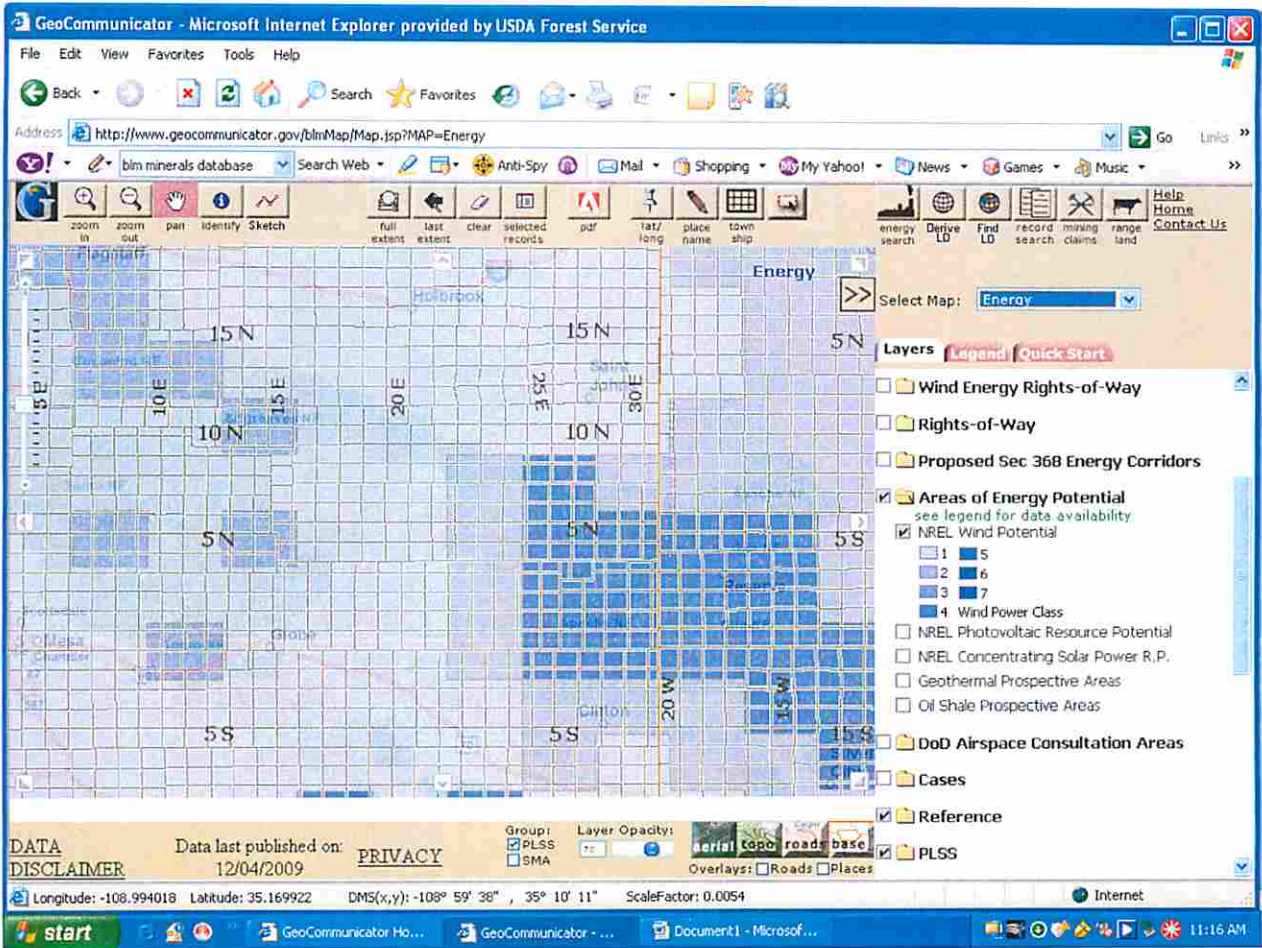 GeoCommunicator - Microsoft Internet Explorer provided by USDA Forest Service
File Edit View Favorites Tools Help
Back Search Favorites
Address http://www.geocommunicator.gov/blmMap/Map.jsp?MAP=Energy Go Links »
Y! blm minerals database Search Web Anti-Spy Mail Shopping My Yahoo! News Games Music »
zoom in zoom out pan identify Sketch full extent last extent clear selected records pdf lat/long place name town ship energy search Derive LD Find LD record search mining claims range land
Help
Home
Contact Us
Flagstaff
Energy
>>
Holbrook
15 N 15 N 5 N
5 E 10 E 15 E 20 E 25 E 30 E
10 N 10 N
5 N 5 N 5 S
Reserve
Mesa
Globe
Clifton
20 W 15 W
5 S 5 S 15 S
Select Map: Energy
Layers Legend Quick Start
Wind Energy Rights-of-Way
Rights-of-Way
Proposed Sec 368 Energy Corridors
Areas of Energy Potential
see legend for data availability
NREL Wind Potential
1 5
2 6
3 7
4 Wind Power Class
NREL Photovoltaic Resource Potential
NREL Concentrating Solar Power R.P.
Geothermal Prospective Areas
Oil Shale Prospective Areas
DoD Airspace Consultation Areas
Cases
Reference
PLSS
DATA
DISCLAIMER
Data last published on:
12/04/2009
PRIVACY
Group:
PLSS
SMA
Layer Opacity:
aerial topo road base
Overlays: Roads Places
Longitude: -108.994018 Latitude: 35.169922 DMS(x,y): -108° 59' 38" , 35° 10' 11" ScaleFactor: 0.0054 Internet
start GeoCommunicator Ho... GeoCommunicator - ... Document1 - Microsof... 11:16 AM